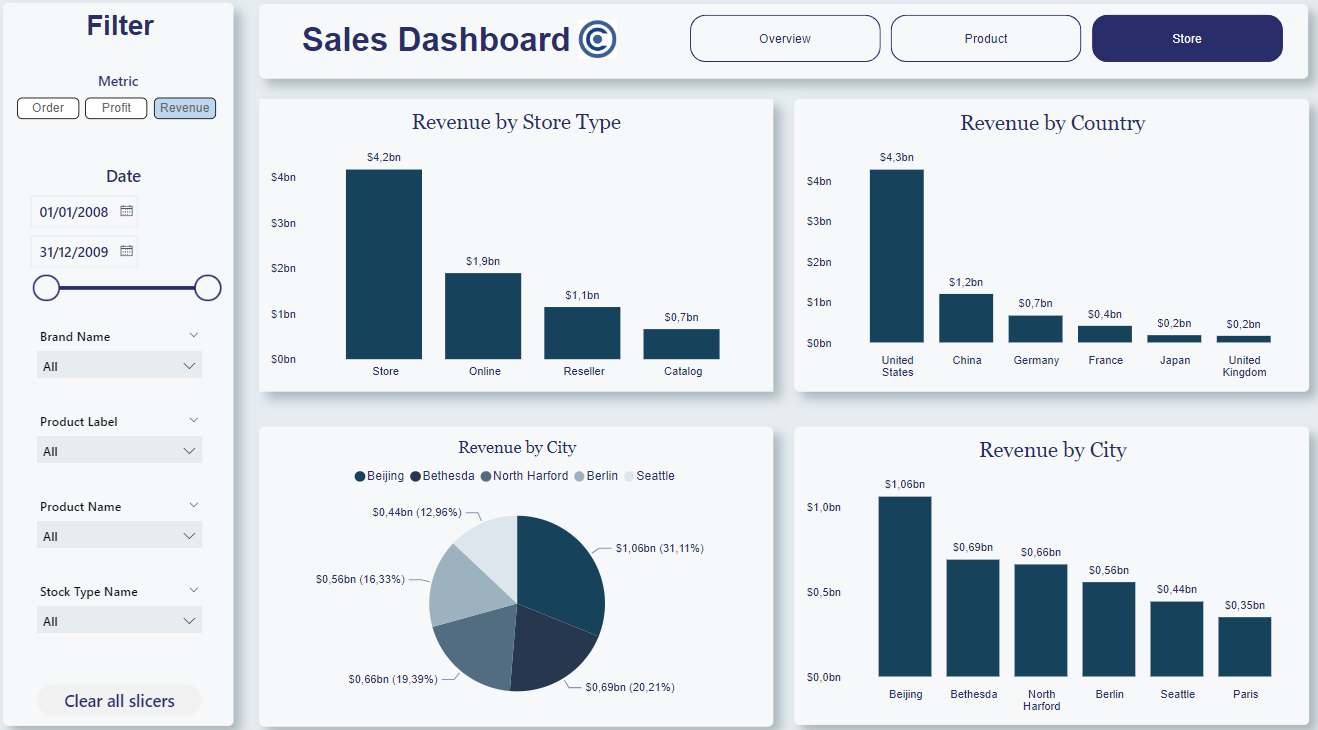 Filter
Metric
Order Profit Revenue
Date
01/01/2008
31/12/2009
Brand Name
All
Product Label
All
Product Name
All
Stock Type Name
All
Clear all slicers
Sales Dashboard
Overview Product Store
Revenue by Store Type
$4bn
$3bn
$2bn
$1bn
$0bn
$4,2bn
$1,9bn
$1,1bn
$0,7bn
Store Online Reseller Catalog
Revenue by Country
$4bn
$3bn
$2bn
$1bn
$0bn
$4,3bn
$1,2bn
$0,7bn
$0,4bn
$0,2bn
$0,2bn
United States
China
Germany
France
Japan
United Kingdom
Revenue by City
Beijing Bethesda North Harford Berlin Seattle
$0,44bn (12,96%)
$1,06bn (31,11%)
$0,56bn (16,33%)
$0,66bn (19,39%)
$0,69bn (20,21%)
Revenue by City
$1,0bn
$0,5bn
$0,0bn
$1,06bn
$0,69bn
$0,66bn
$0,56bn
$0,44bn
$0,35bn
Beijing
Bethesda
North Harford
Berlin
Seattle
Paris